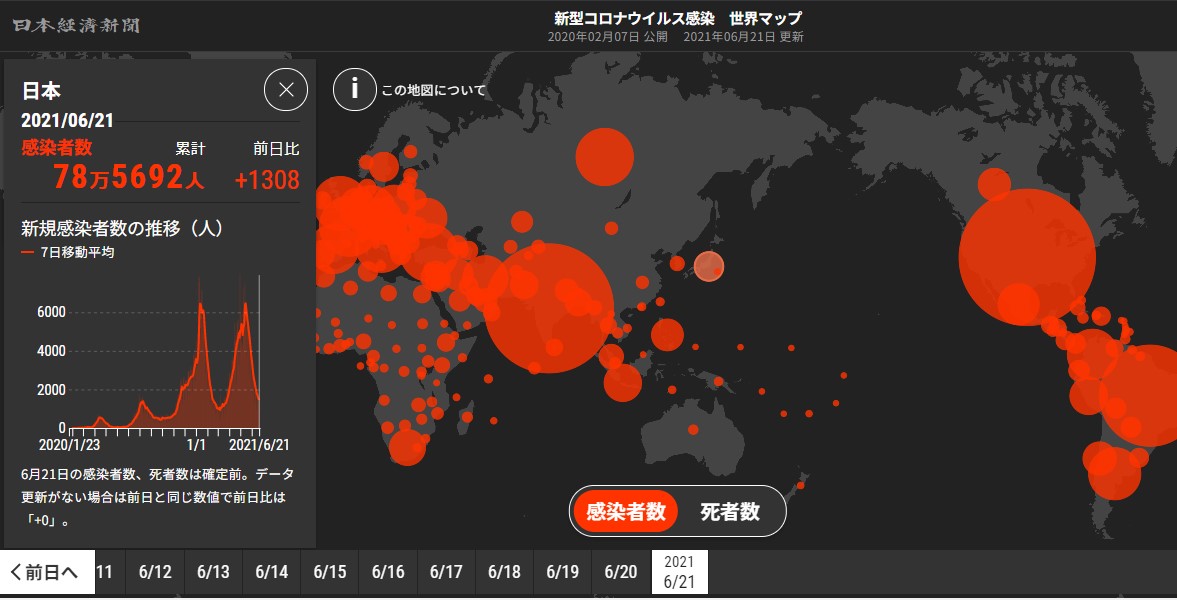 日本経済新聞
新型コロナウイルス感染　世界マップ
2020年02月07日 公開　2021年06月21日 更新
日本
2021/06/21
感染者数 累計 前日比
78万5692人 +1308
新規感染者数の推移（人）
7日移動平均
6000
4000
2000
0
2020/1/23 1/1 2021/6/21
6月21日の感染者数、死者数は確定前。データ
更新がない場合は前日と同じ数値で前日比は
「+0」。
i この地図について
感染者数 死者数
前日へ 11 6/12 6/13 6/14 6/15 6/16 6/17 6/18 6/19 6/20 2021
6/21